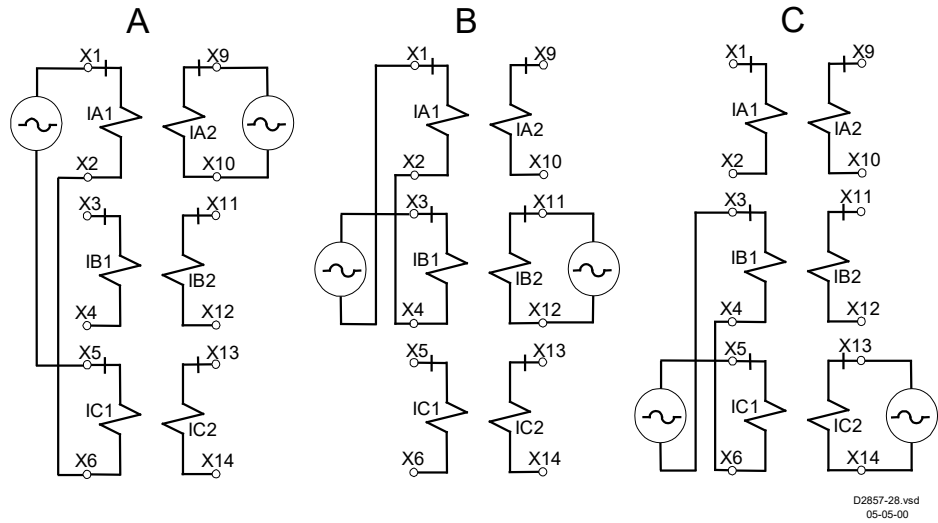 A
X1
X9
IA1
IA2
X2
X10
X3
X11
IB1
IB2
X4
X12
X5
X13
IC1
IC2
X6
X14
B
X1
X9
IA1
IA2
X2
X10
X3
X11
IB1
IB2
X4
X12
X5
X13
IC1
IC2
X6
X14
C
X1
X9
IA1
IA2
X2
X10
X3
X11
IB1
IB2
X4
X12
X5
X13
IC1
IC2
X6
X14
D2857-28.vsd
05-05-00